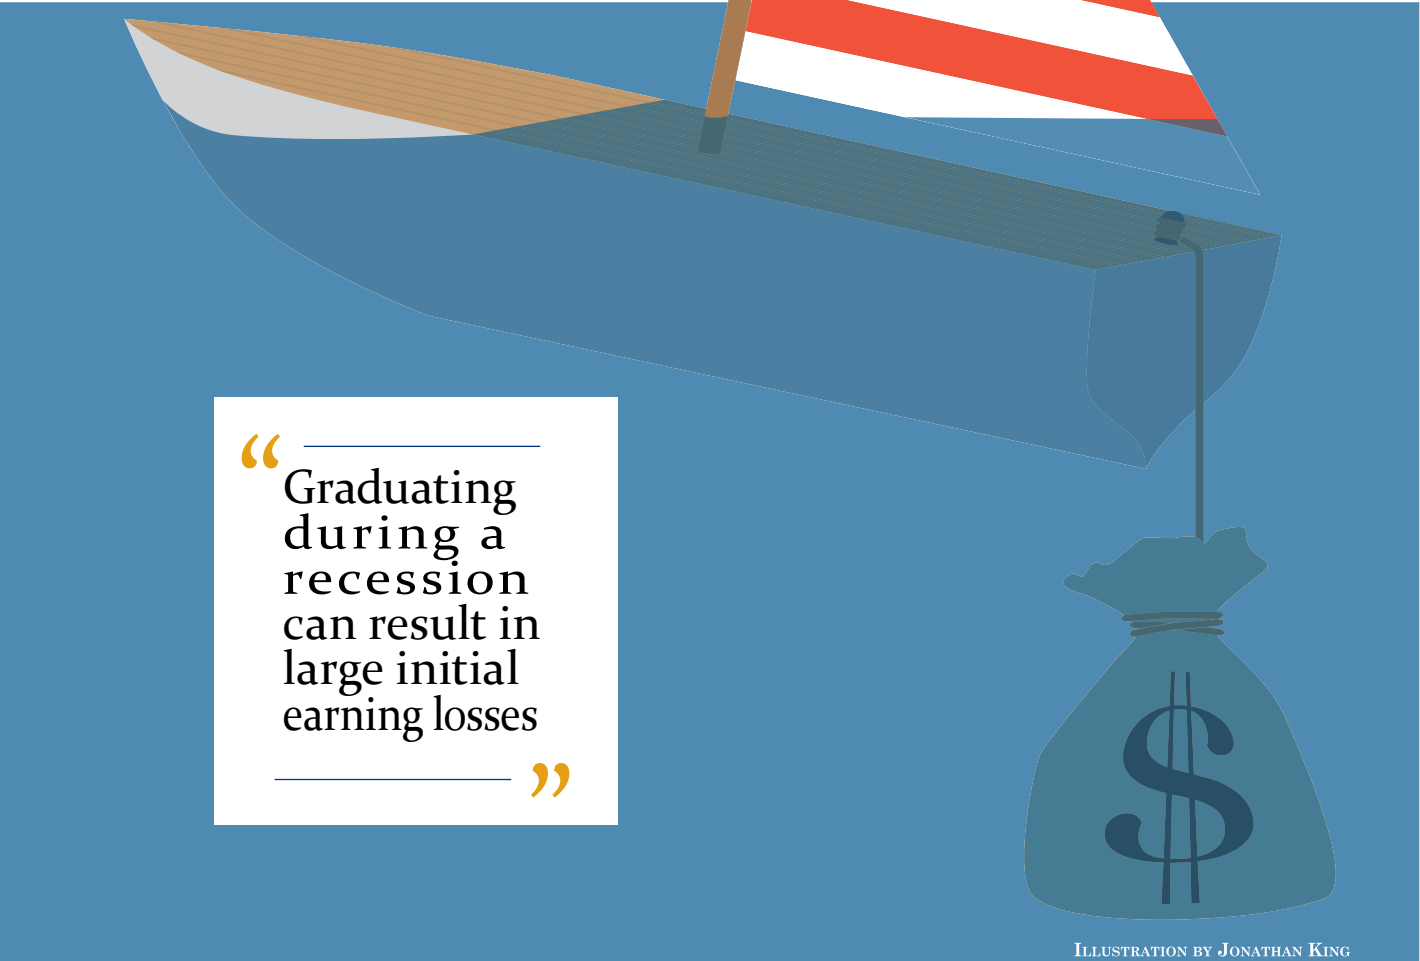 “
Graduating
during a
recession
can result in
large initial
earning losses
”
$
Illustration by Jonathan King